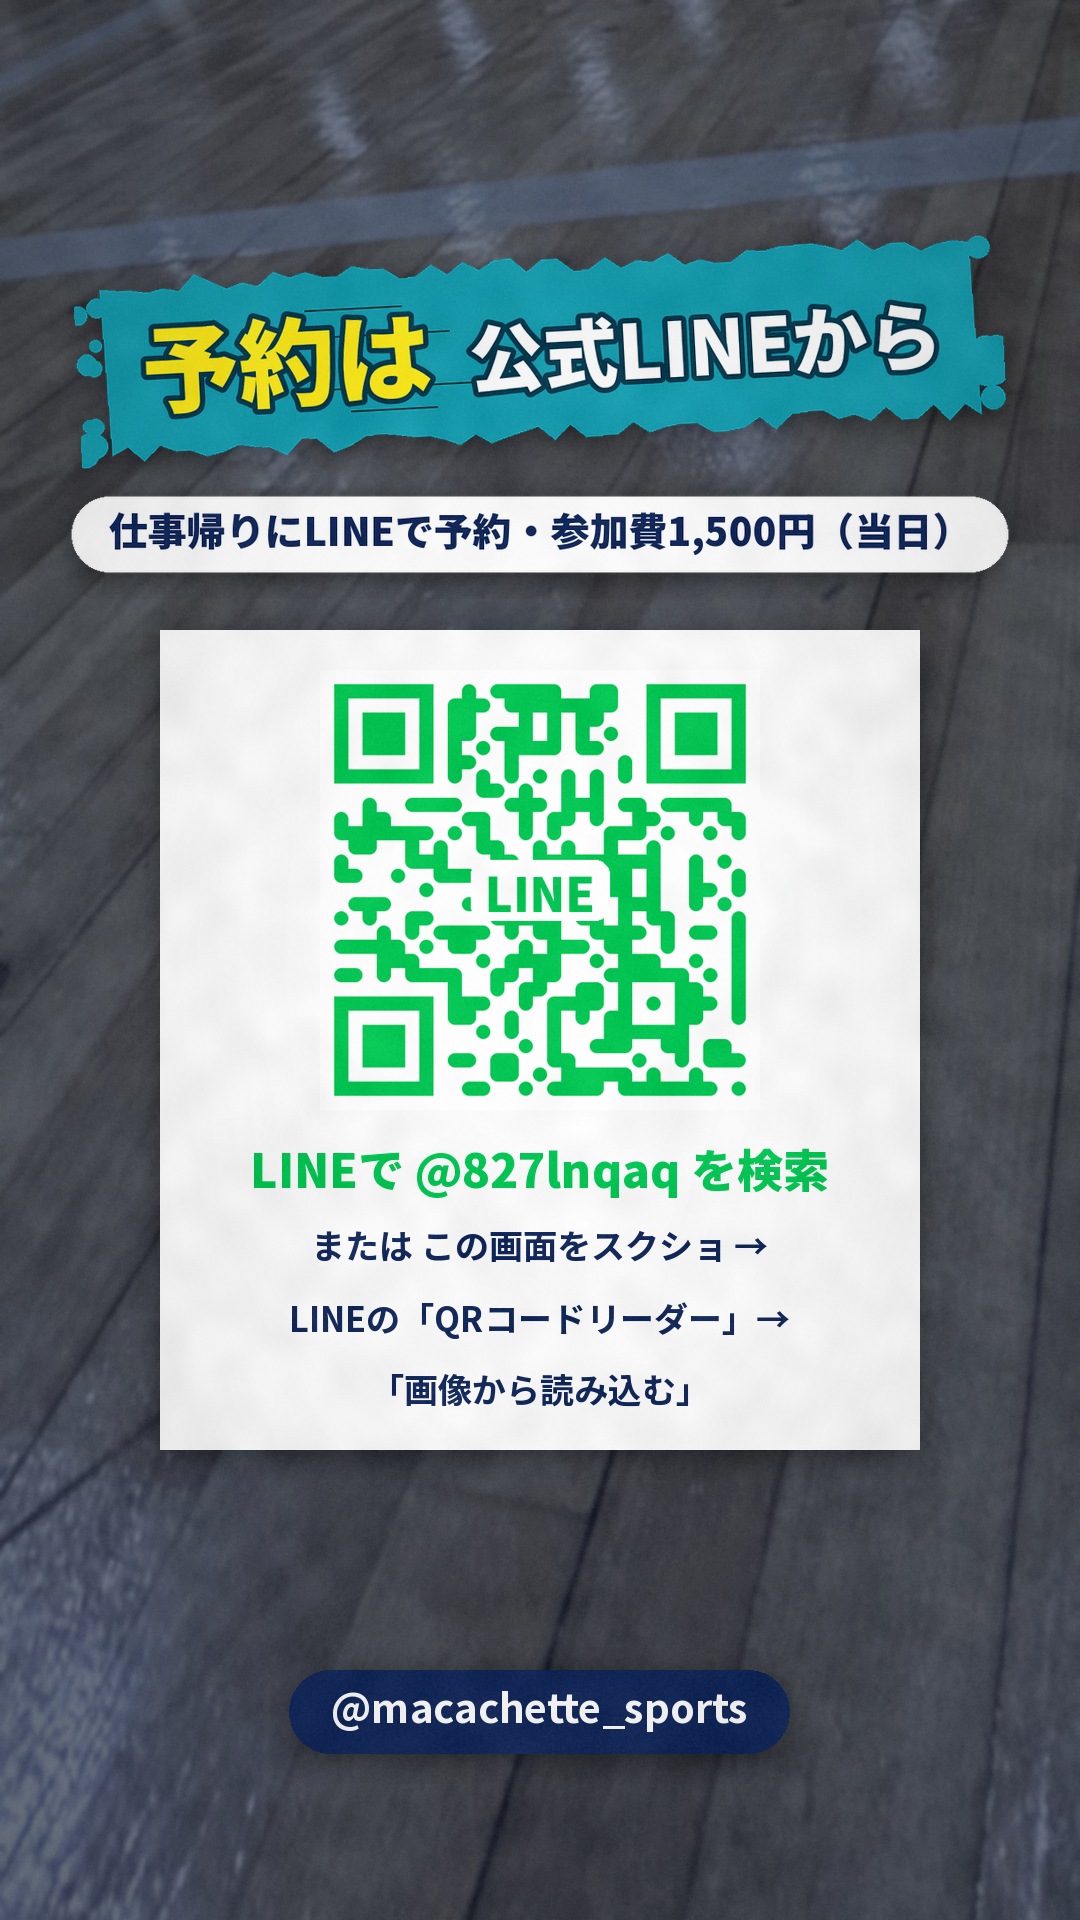 予約は 公式LINEから
仕事帰りにLINEで予約・参加費1,500円（当日）
LINE
LINEで @827lnqaq を検索
または この画面をスクショ →
LINEの「QRコードリーダー」→
「画像から読み込む」
@macachette_sports